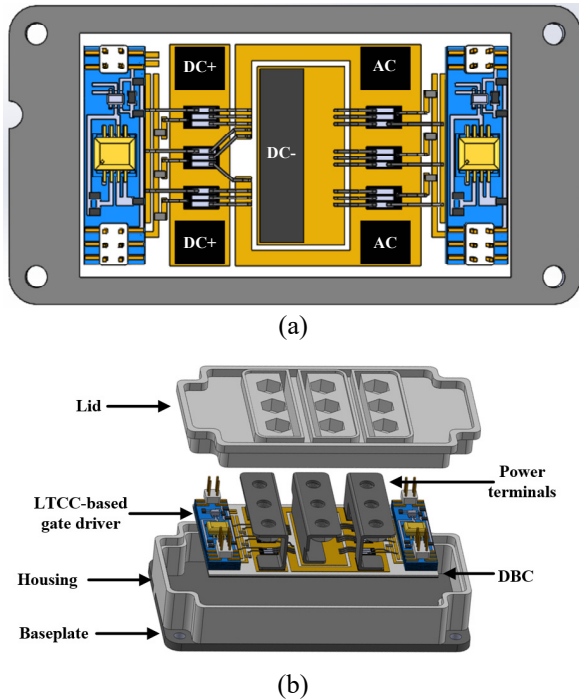 DC+ AC
DC-
DC+ AC
(a)
Lid
Power
terminals
LTCC-based
gate driver
Housing
DBC
Baseplate
(b)